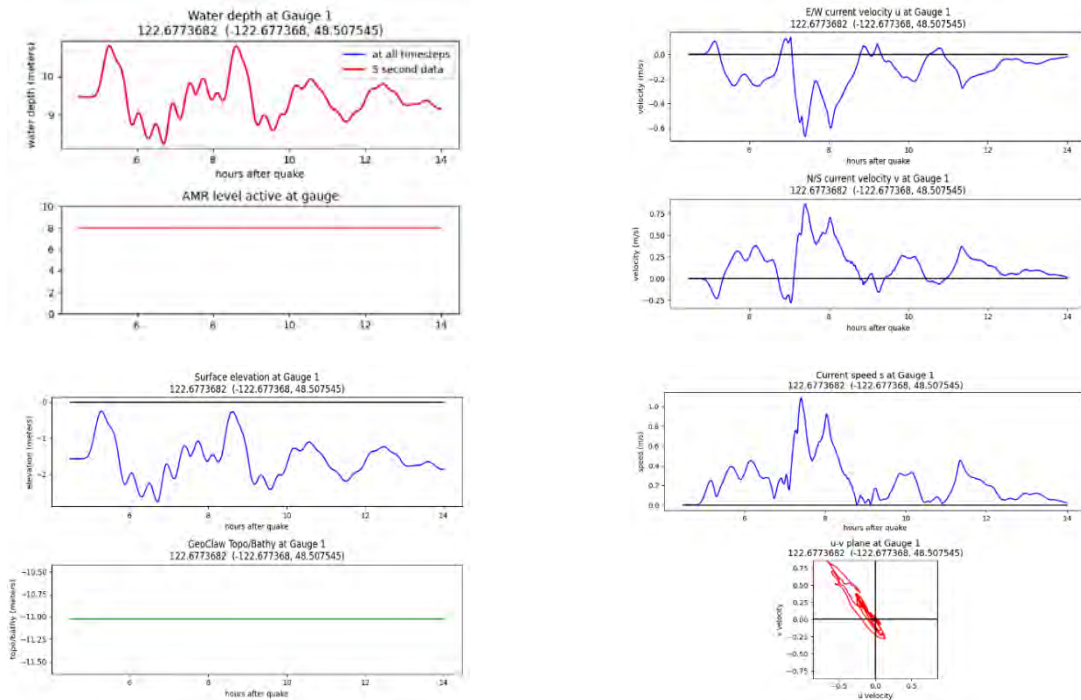 Water depth at Gauge 1
122.6773682 (-122.677368, 48.507545)
at all timesteps
5 second data
water depth (meters)
10
9
6 8 10 12 14
hours after quake
AMR level active at gauge
10
8
6
4
2
0
6 8 10 12 14
hours after quake
Surface elevation at Gauge 1
122.6773682 (-122.677368, 48.507545)
elevation (meters)
0
−1
−2
6 8 10 12 14
hours after quake
GeoClaw Topo/Bathy at Gauge 1
122.6773682 (-122.677368, 48.507545)
topo/bathy (meters)
−10.50
−10.75
−11.00
−11.25
−11.50
6 8 10 12 14
hours after quake
E/W current velocity u at Gauge 1
122.6773682 (-122.677368, 48.507545)
velocity (m/s)
0.0
−0.2
−0.4
−0.6
6 8 10 12 14
hours after quake
N/S current velocity v at Gauge 1
122.6773682 (-122.677368, 48.507545)
velocity (m/s)
0.75
0.50
0.25
0.00
−0.25
6 8 10 12 14
hours after quake
Current speed s at Gauge 1
122.6773682 (-122.677368, 48.507545)
speed (m/s)
1.0
0.8
0.6
0.4
0.2
0.0
6 8 10 12 14
hours after quake
u-v plane at Gauge 1
122.6773682 (-122.677368, 48.507545)
v velocity
0.75
0.50
0.25
0.00
−0.25
−0.50
−0.75
−0.5 0.0 0.5
u velocity